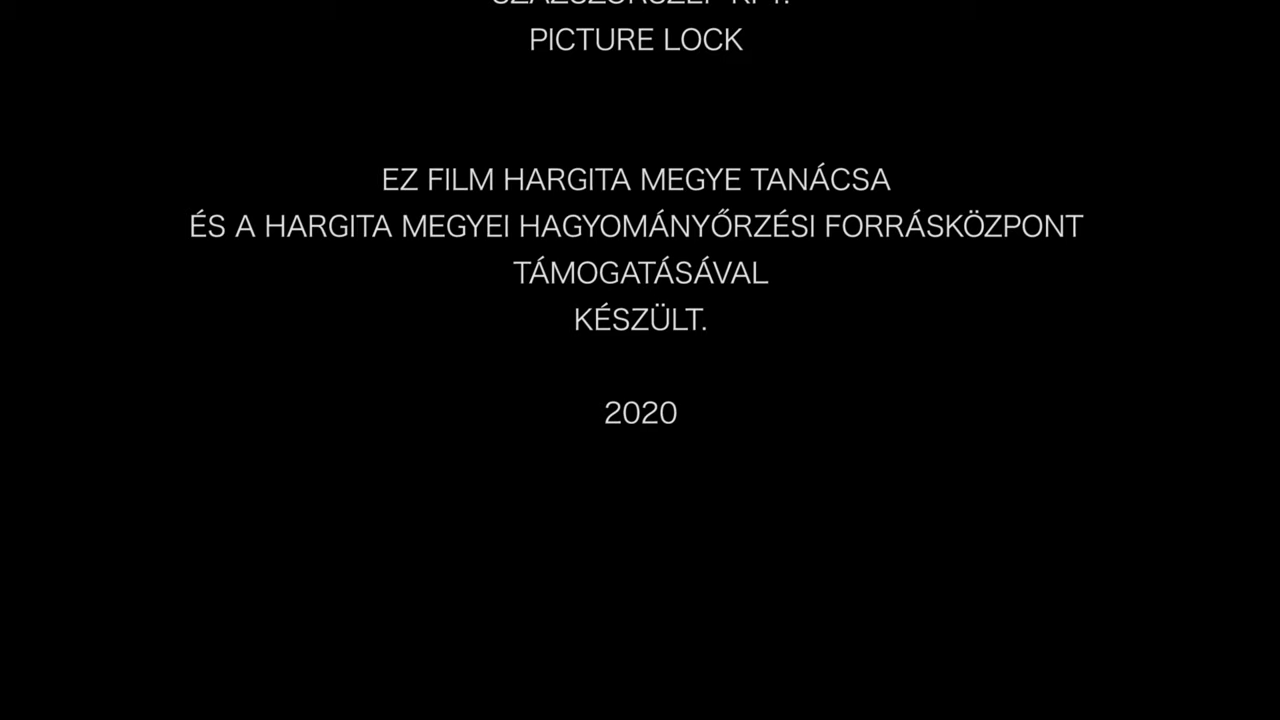 PICTURE LOCK
EZ FILM HARGITA MEGYE TANÁCSA
ÉS A HARGITA MEGYEI HAGYOMÁNYŐRZÉSI FORRÁSKÖZPONT
TÁMOGATÁSÁVAL
KÉSZÜLT.
2020